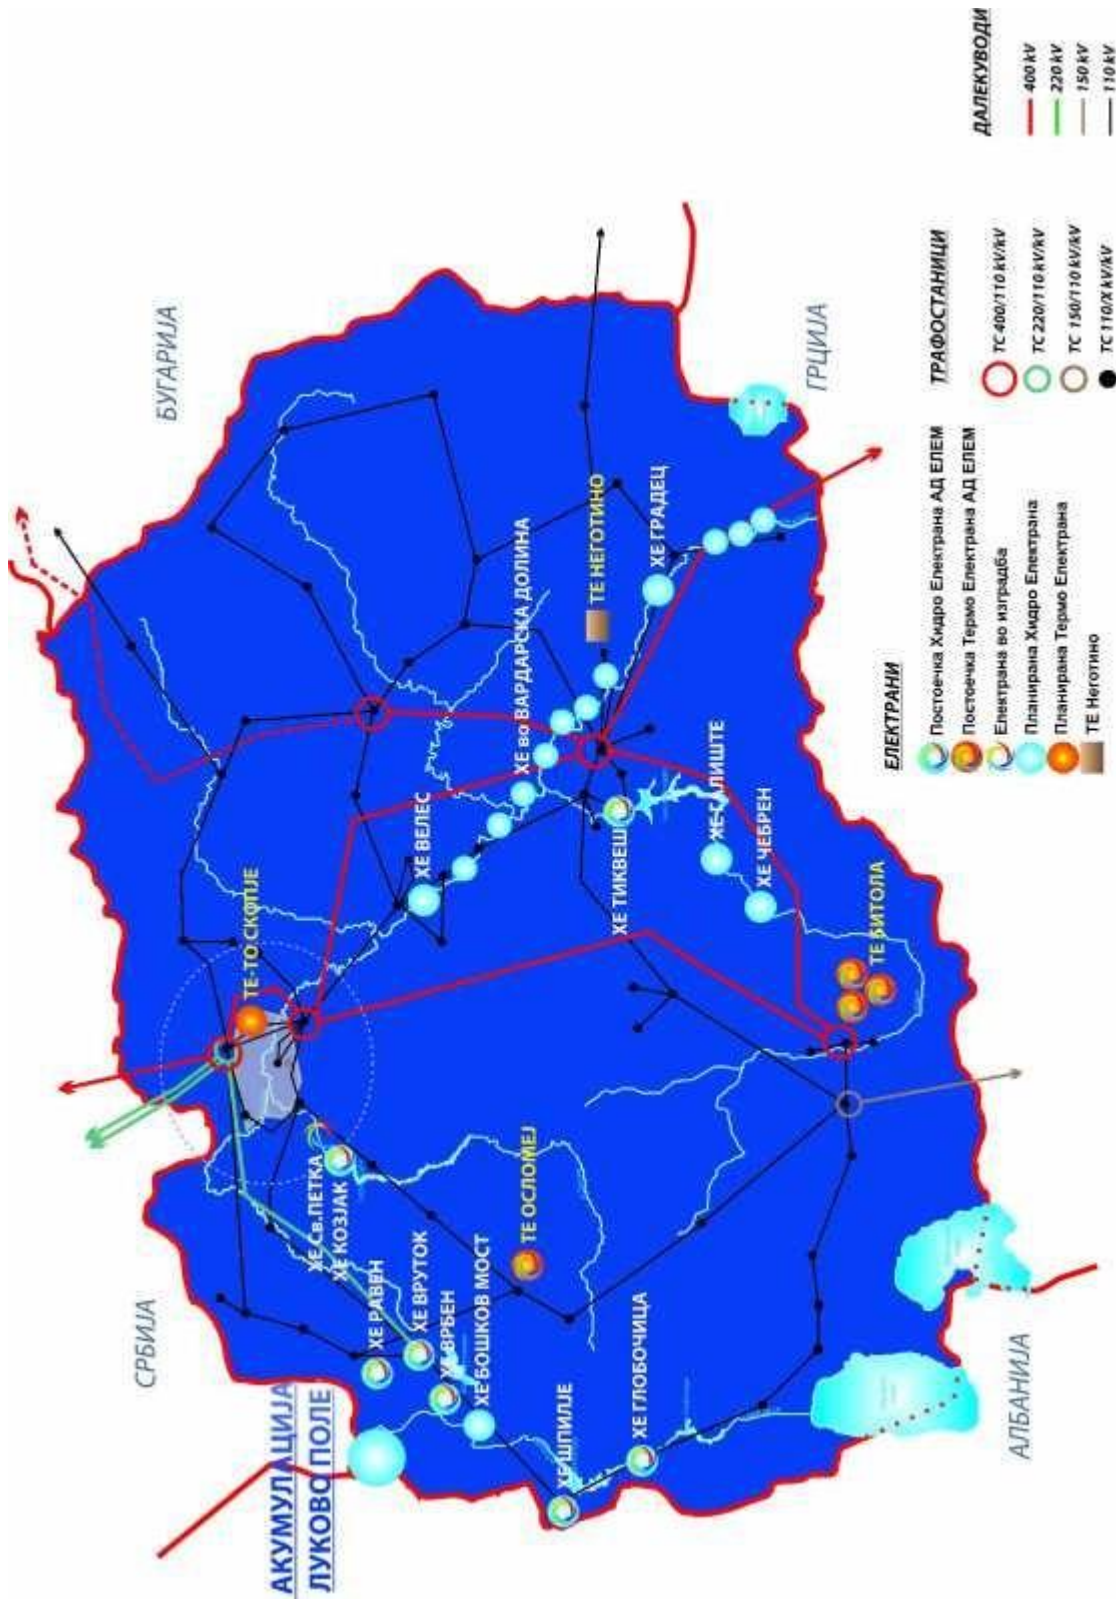 СРБИЈА
БУГАРИЈА
АКУМУЛАЦИЈА
ЛУКОВО ПОЛЕ
ТЕ-ТО СКОПЈЕ
ХЕ Св.ПЕТКА
ХЕ КОЗЈАК
ХЕ РАВЕН
ХЕ ВРУТОК
ХЕ ВРБЕН
ХЕ БОШКОВ МОСТ
ХЕ ВЕЛЕС
ХЕ во ВАРДАРСКА ДОЛИНА
ТЕ ОСЛОМЕЈ
ХЕ ШПИЛЈЕ
ТЕ НЕГОТИНО
ХЕ ТИКВЕШ
ХЕ ГЛОБОЧИЦА
ХЕ ГРАДЕЦ
ХЕ ГАЛИШТЕ
ХЕ ЧЕБРЕН
ТЕ БИТОЛА
АЛБАНИЈА
ГРЦИЈА
ЕЛЕКТРАНИ
Постоечка Хидро Електрана АД ЕЛЕМ
Постоечка Термо Електрана АД ЕЛЕМ
Електрана во изградба
Планирана Хидро Електрана
Планирана Термо Електрана
ТЕ Неготино
ТРАФОСТАНИЦИ
ТС 400/110 kV/kV
ТС 220/110 kV/kV
ТС 150/110 kV/kV
ТС 110/X kV/kV
ДАЛЕКУВОДИ
400 kV
220 kV
150 kV
110 kV